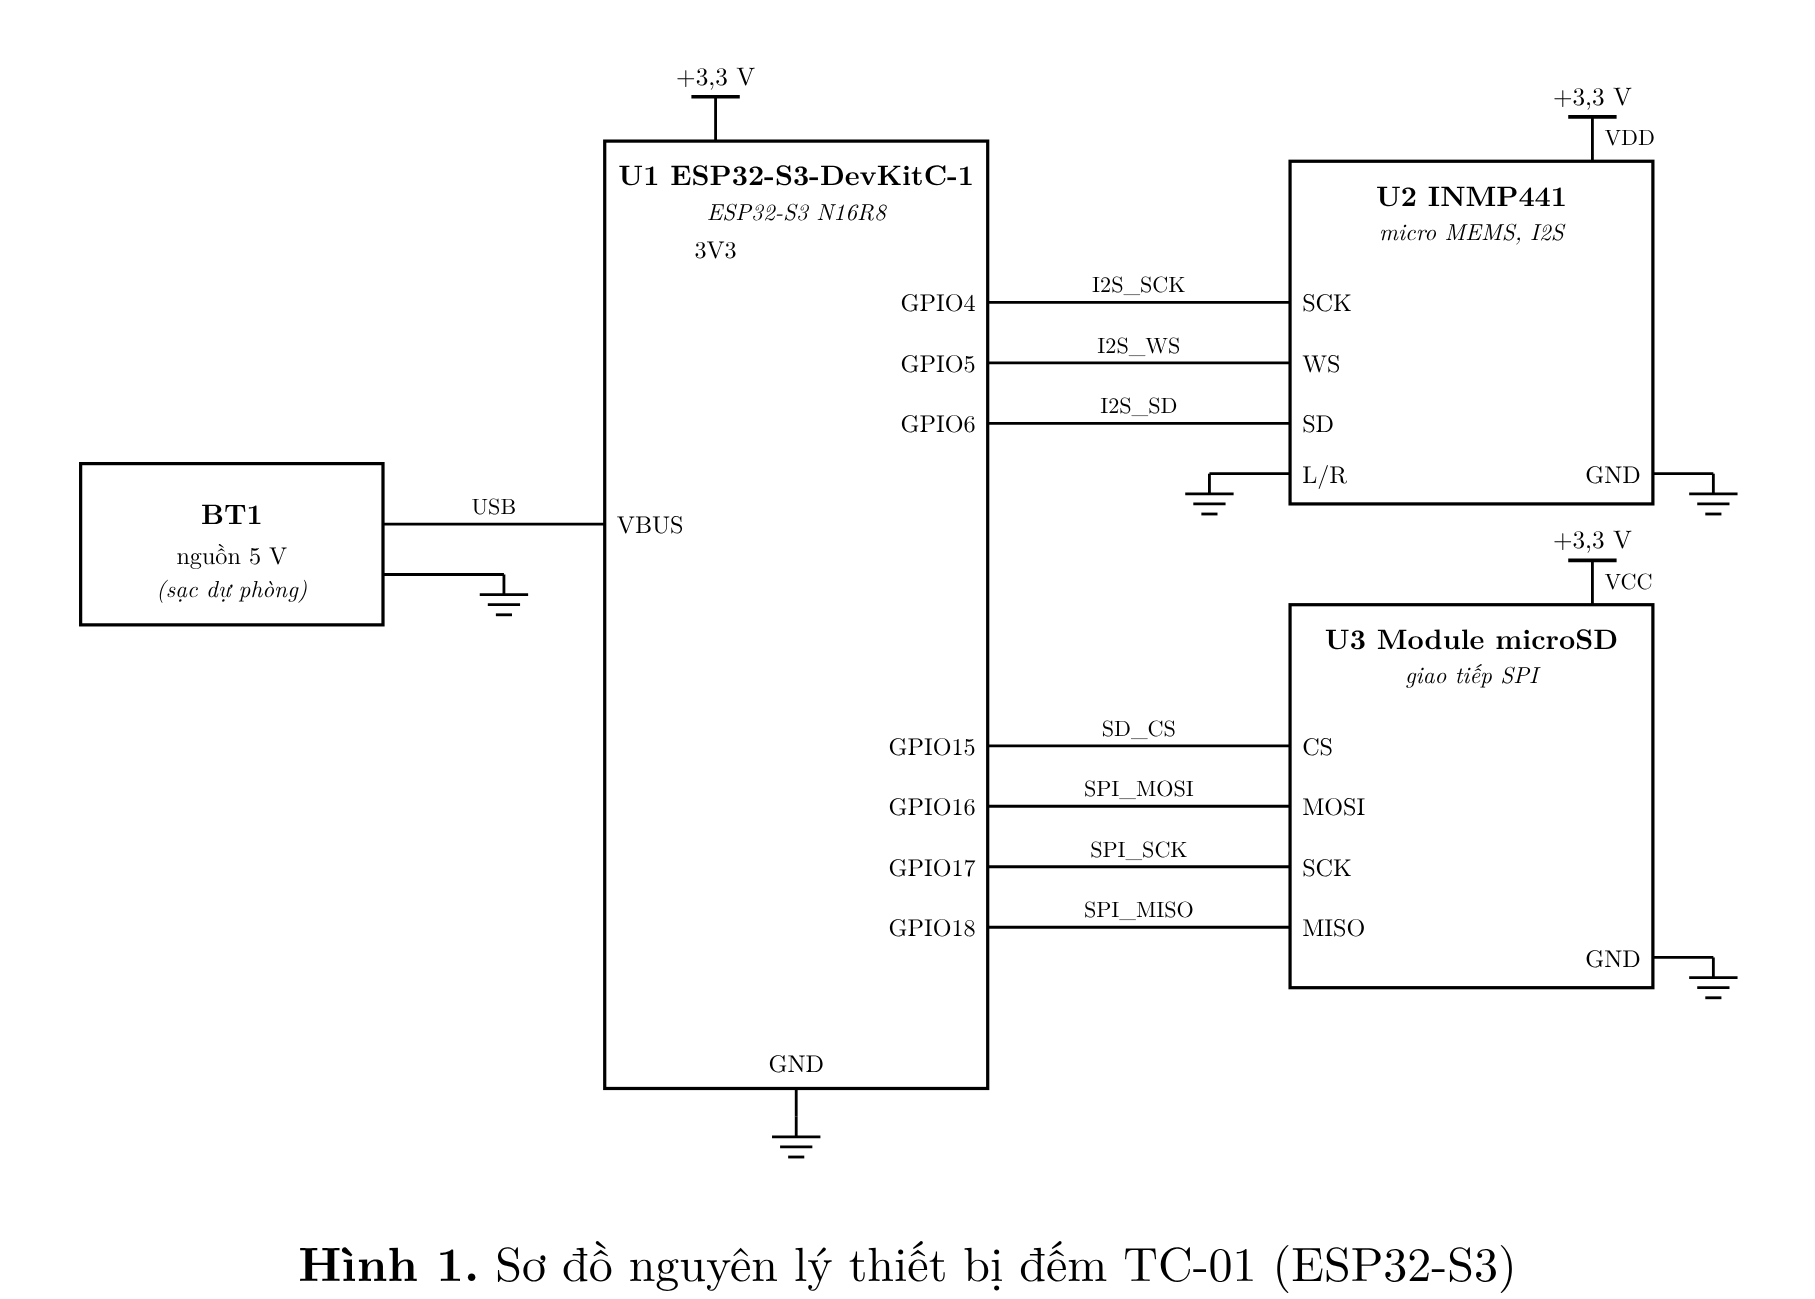 +3,3 V
U1 ESP32-S3-DevKitC-1
ESP32-S3 N16R8
3V3
GPIO4
GPIO5
GPIO6
VBUS
GPIO15
GPIO16
GPIO17
GPIO18
GND
BT1
nguồn 5 V
(sạc dự phòng)
USB
I2S_SCK
I2S_WS
I2S_SD
+3,3 V
VDD
U2 INMP441
micro MEMS, I2S
SCK
WS
SD
L/R
GND
+3,3 V
VCC
U3 Module microSD
giao tiếp SPI
SD_CS
SPI_MOSI
SPI_SCK
SPI_MISO
CS
MOSI
SCK
MISO
GND
Hình 1. Sơ đồ nguyên lý thiết bị đếm TC-01 (ESP32-S3)